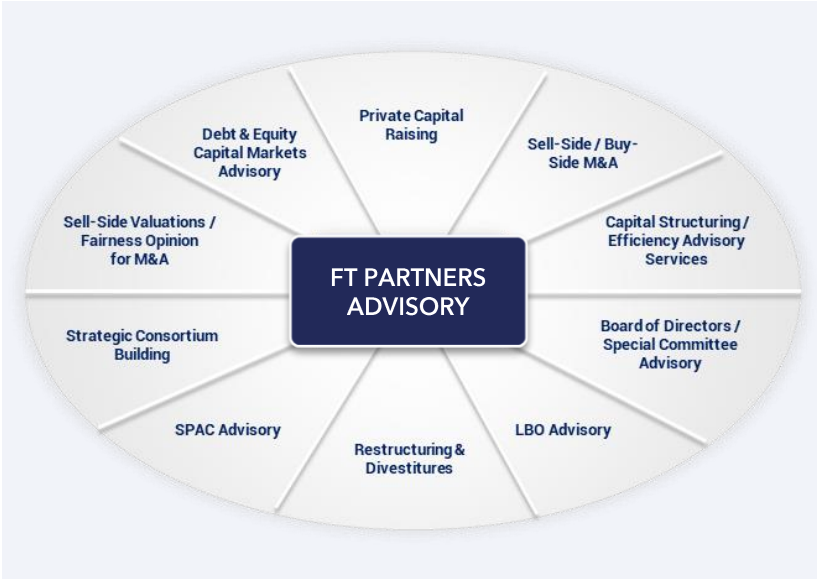 Private Capital
Raising
Sell-Side / Buy-
Side M&A
Capital Structuring /
Efficiency Advisory
Services
Board of Directors /
Special Committee
Advisory
LBO Advisory
Restructuring &
Divestitures
SPAC Advisory
Strategic Consortium
Building
Sell-Side Valuations /
Fairness Opinion
for M&A
Debt & Equity
Capital Markets
Advisory
FT PARTNERS
ADVISORY